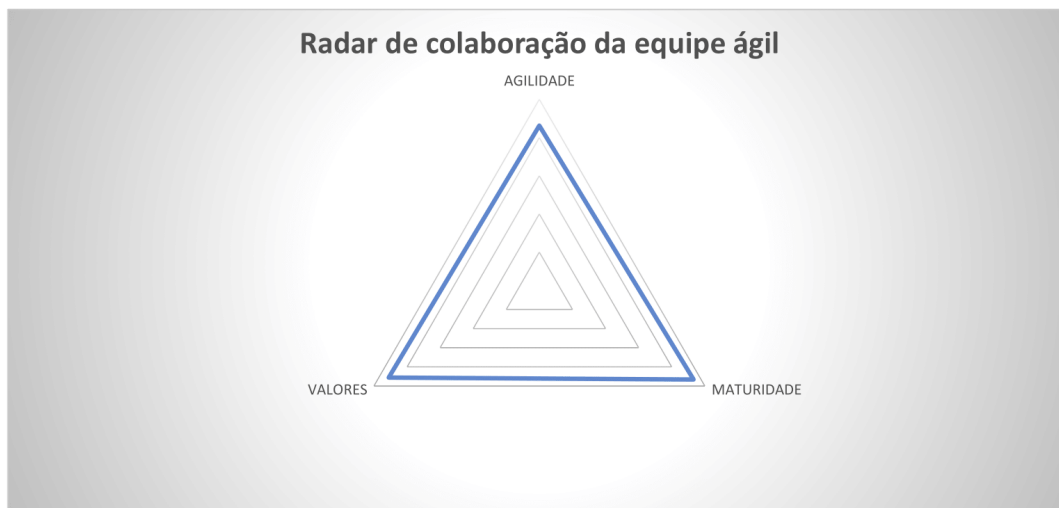 Radar de colaboração da equipe ágil
AGILIDADE
VALORES
MATURIDADE